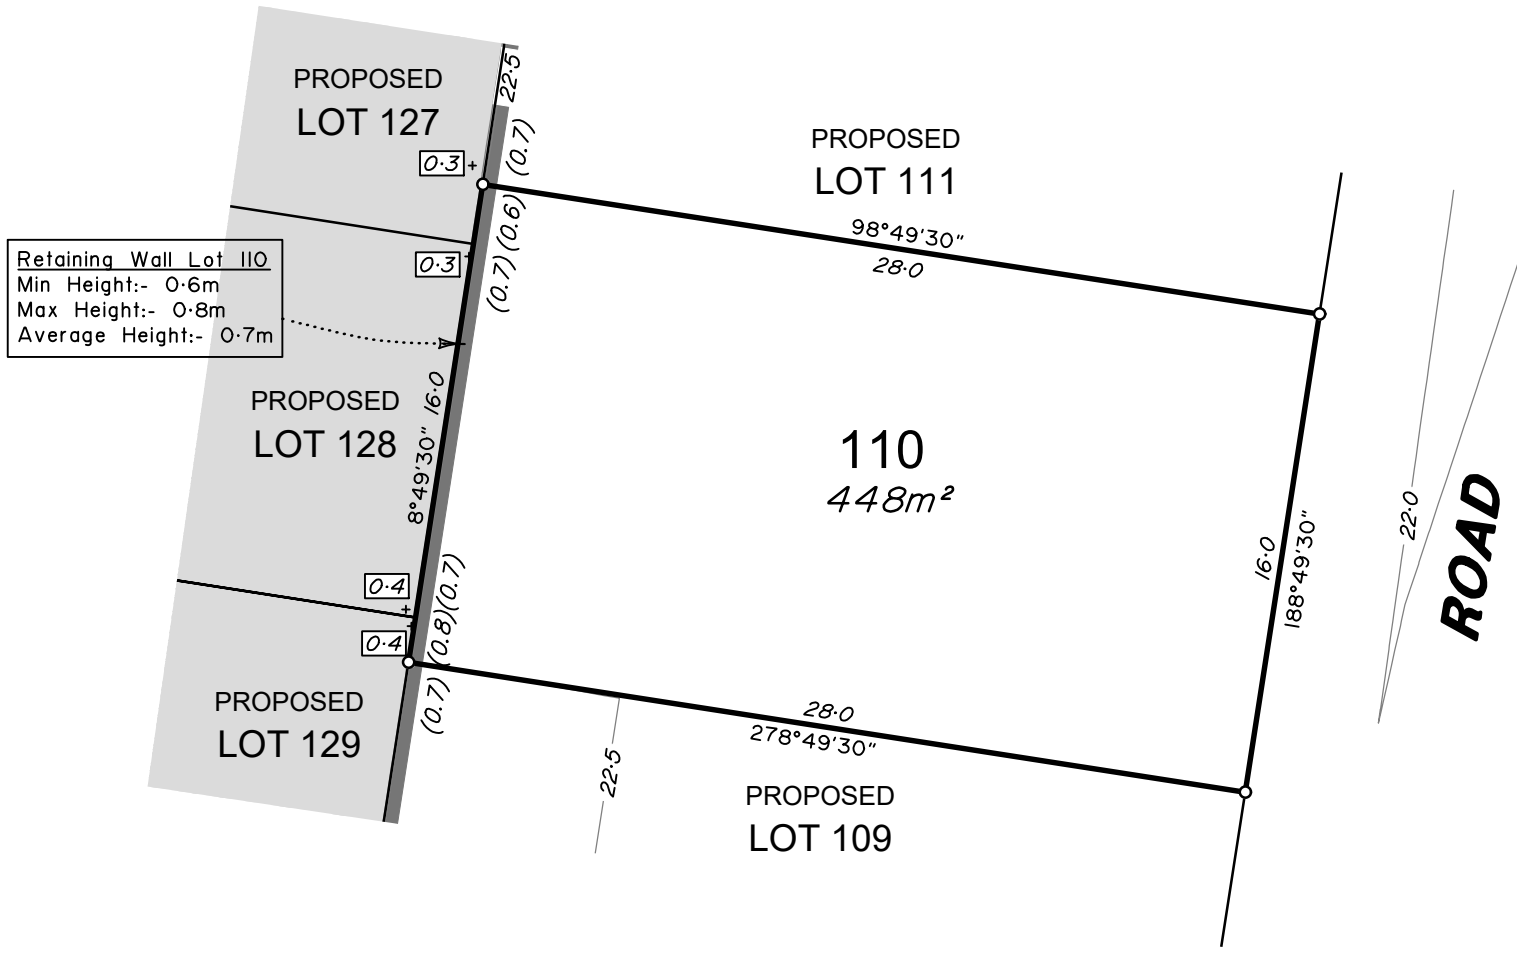 22.5
PROPOSED
LOT 127
(0.7)
0·3
PROPOSED
LOT 111
(0.6)
98°49'30"
28·0
0·3
(0.7)
Retaining Wall Lot 110
Min Height:- 0·6m
Max Height:- 0·8m
Average Height:- 0·7m
PROPOSED
LOT 128
8°49'30" 16·0
110
448m²
16·0
188°49'30"
22·0
ROAD
0·4
(0.7)
0·4
(0.8)
PROPOSED
LOT 129
(0.7)
28·0
278°49'30"
22·5
PROPOSED
LOT 109